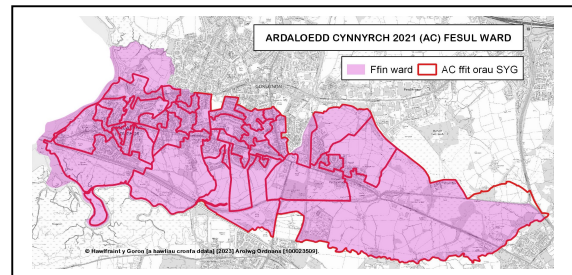 ARDALOEDD CYNNYRCH 2021 (AC) FESUL WARD
Ffin ward
AC ffit orau SYG
© Hawlfraint y Goron [a hawliau cronfa ddata] [2023] Arolwg Ordnans [100023509].